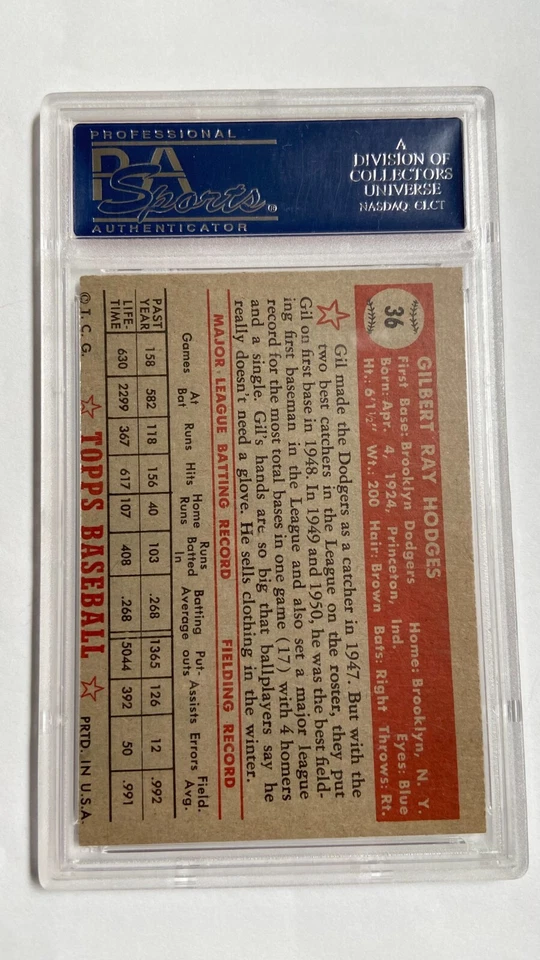 PROFESSIONAL
PSA
Sports®
AUTHENTICATOR
A
DIVISION OF
COLLECTORS
UNIVERSE
NASDAQ: CLCT
36
GILBERT RAY HODGES
First Base: Brooklyn Dodgers Home: Brooklyn, N. Y.
Born: Apr. 4, 1924, Princeton, Ind. Eyes: Blue
Ht.: 6'1½" Wt.: 200 Hair: Brown Bats: Right Throws: Rt.
Gil made the Dodgers as a catcher in 1947. But with the
two best catchers in the League on the roster, they put
Gil on first base in 1948. In 1949 and 1950, he was the best field-
ing first baseman in the League and also set a major league
record for the most total bases in one game (17) with 4 homers
and a single. Gil's hands are so big that ballplayers say he
really doesn't need a glove. He sells clothing in the winter.
MAJOR LEAGUE BATTING RECORD FIELDING RECORD
Games At Bat Runs Hits Home Runs Runs Batted In Batting Average Put-outs Assists Errors Field. Avg.
PAST YEAR 158 582 118 156 40 103 .268 1365 126 12 .992
LIFE-TIME 630 2299 367 617 107 408 .268 5044 392 50 .991
© T. C. G. TOPPS BASEBALL PRTD. IN U.S.A.